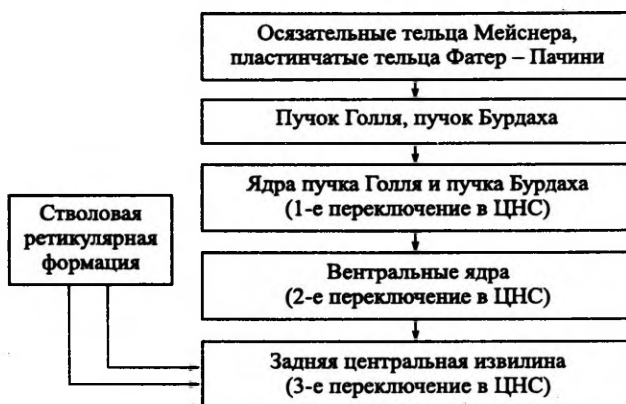 Осязательные тельца Мейснера,
пластинчатые тельца Фатер – Пачини
Пучок Голля, пучок Бурдаха
Ядра пучка Голля и пучка Бурдаха
(1-е переключение в ЦНС)
Стволовая
ретикулярная
формация
Вентральные ядра
(2-е переключение в ЦНС)
Задняя центральная извилина
(3-е переключение в ЦНС)